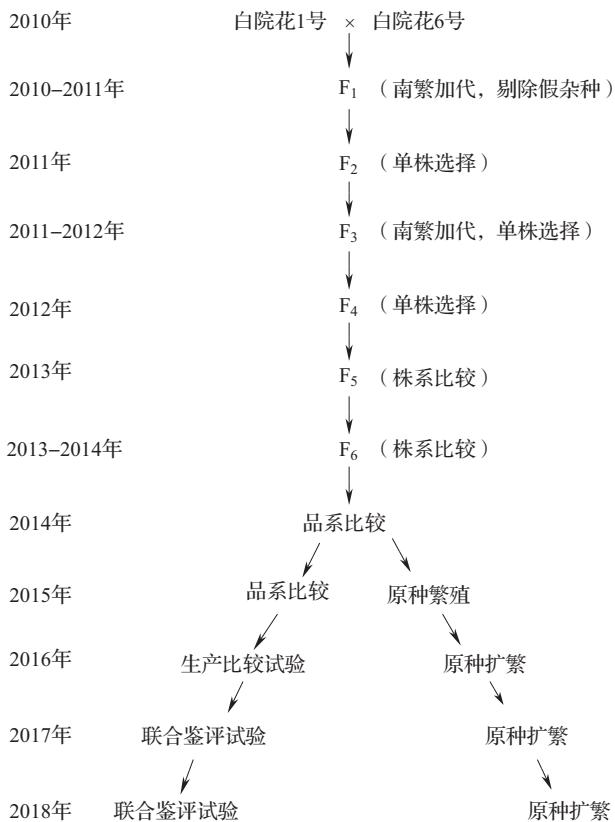 2010年 白院花1号 × 白院花6号
2010–2011年 F1 （南繁加代，剔除假杂种）
2011年 F2 （单株选择）
2011–2012年 F3 （南繁加代，单株选择）
2012年 F4 （单株选择）
2013年 F5 （株系比较）
2013–2014年 F6 （株系比较）
2014年 品系比较
2015年 品系比较 原种繁殖
2016年 生产比较试验 原种扩繁
2017年 联合鉴评试验 原种扩繁
2018年 联合鉴评试验 原种扩繁